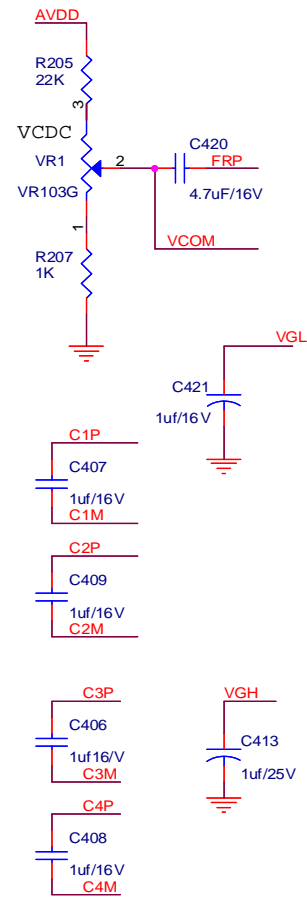 AVDD
R205
22K
3
VCDC
VR1
2
VR103G
1
C420
FRP
4.7uF/16V
VCOM
R207
1K
VGL
C421
1uf/16V
C1P
C407
1uf/16V
C1M
C2P
C409
1uf/16V
C2M
C3P
C406
1uf16/V
C3M
VGH
C413
1uf/25V
C4P
C408
1uf/16V
C4M